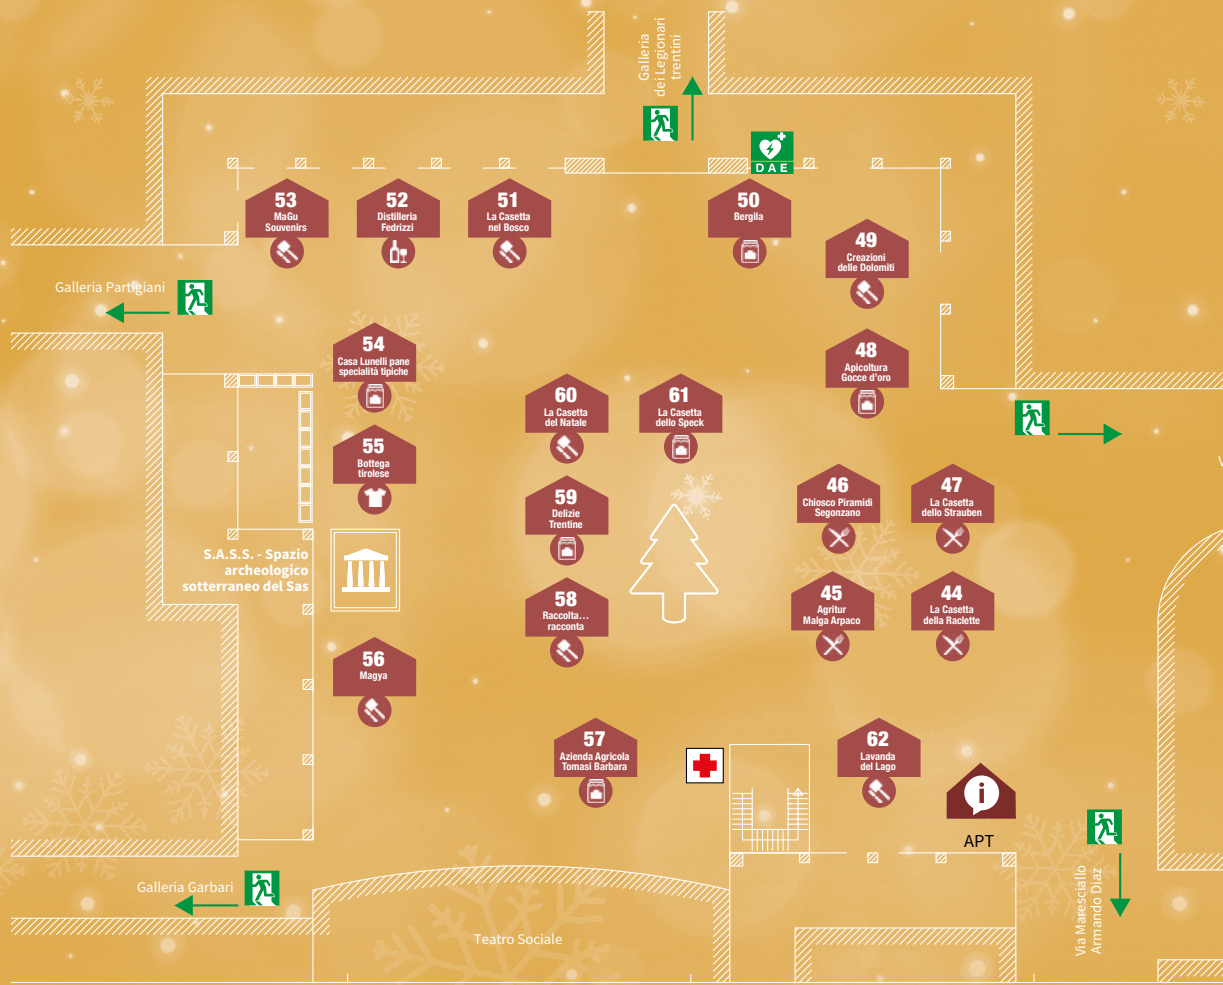 Galleria
dei Legionari
trentini
DAE
53
MaGu
Souvenirs
52
Distilleria
Fedrizzi
51
La Casetta
nel Bosco
50
Bergila
49
Creazioni
delle Dolomiti
Galleria Partigiani
54
Casa Lunelli pane
specialità tipiche
48
Apicoltura
Gocce d'oro
60
La Casetta
del Natale
61
La Casetta
dello Speck
55
Bottega
tirolese
59
Delizie
Trentine
46
Chiosco Piramidi
Segonzano
47
La Casetta
dello Strauben
S.A.S.S. - Spazio
archeologico
sotterraneo del Sas
58
Raccolta...
racconta
45
Agritur
Malga Arpaco
44
La Casetta
della Raclette
56
Magya
57
Azienda Agricola
Tomasi Barbara
62
Lavanda
del Lago
i
APT
Galleria Garbari
Via Maresciallo
Armando Diaz
Teatro Sociale